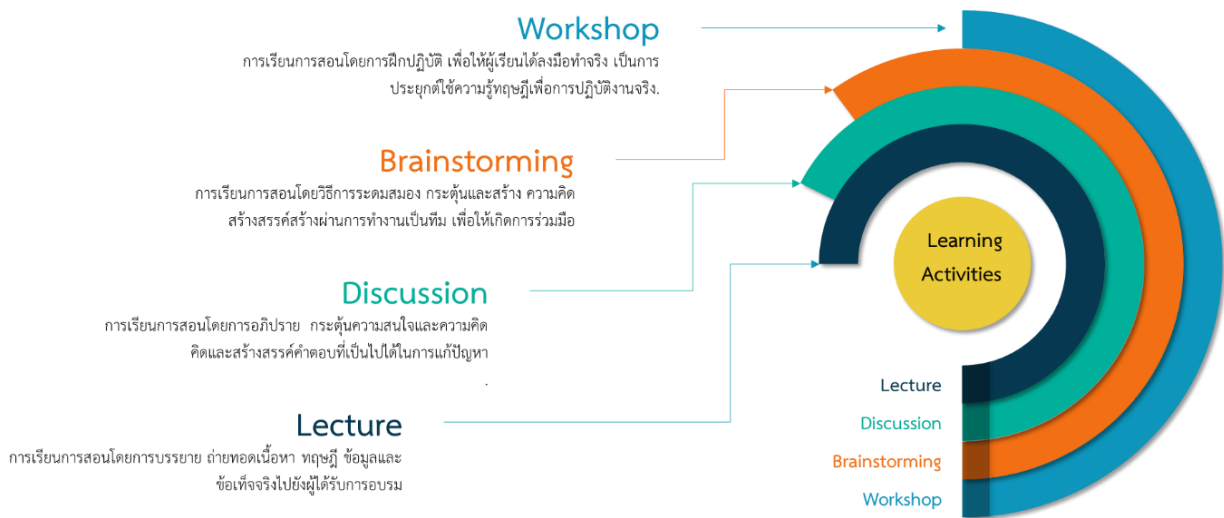 Workshop
การเรียนการสอนโดยการฝึกปฏิบัติ เพื่อให้ผู้เรียนได้ลงมือทำจริง เป็นการ
ประยุกต์ใช้ความรู้ทฤษฎีเพื่อการปฏิบัติงานจริง.
Brainstorming
การเรียนการสอนโดยวิธีการระดมสมอง กระตุ้นและสร้าง ความคิด
สร้างสรรค์สร้างผ่านการทำงานเป็นทีม เพื่อให้เกิดการร่วมมือ
Discussion
การเรียนการสอนโดยการอภิปราย กระตุ้นความสนใจและความคิด
คิดและสร้างสรรค์คำตอบที่เป็นไปได้ในการแก้ปัญหา
.
Lecture
การเรียนการสอนโดยการบรรยาย ถ่ายทอดเนื้อหา ทฤษฎี ข้อมูลและ
ข้อเท็จจริงไปยังผู้ได้รับการอบรม
Learning
Activities
Lecture
Discussion
Brainstorming
Workshop